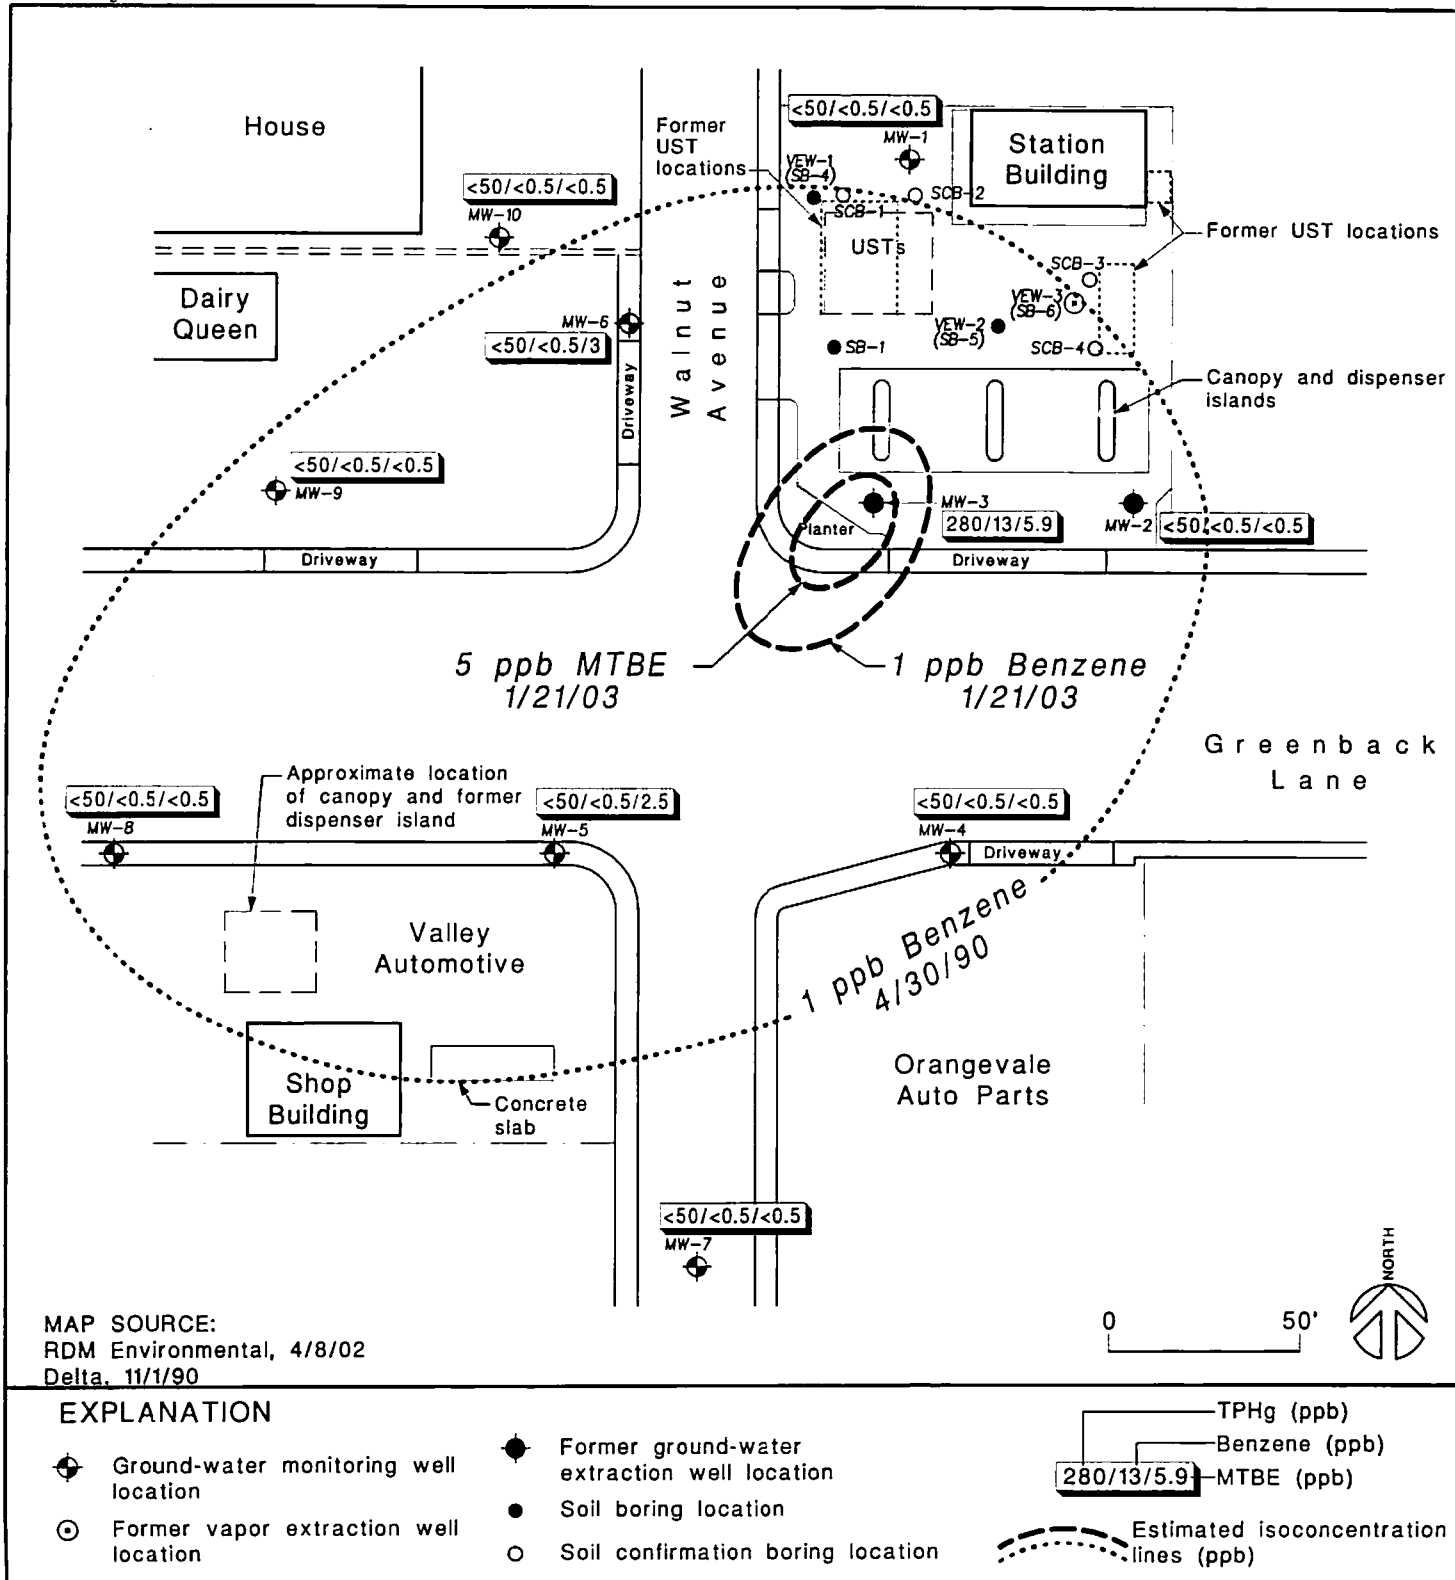 House
Former
UST
locations
<50/<0.5/<0.5
MW-1
Station
Building
VEW-1
(SB-4)
SCB-1
SCB-2
USTs
Former UST locations
<50/<0.5/<0.5
MW-10
Dairy
Queen
MW-6
<50/<0.5/3
Driveway
Walnut
Avenue
SCB-3
VEW-3
(SB-6)
VEW-2
(SB-5)
SB-1
SCB-4
Canopy and dispenser
islands
<50/<0.5/<0.5
MW-9
MW-3
280/13/5.9
Planter
MW-2
<50/<0.5/<0.5
Driveway
Driveway
5 ppb MTBE
1/21/03
1 ppb Benzene
1/21/03
Greenback
Lane
Approximate location
of canopy and former
dispenser island
<50/<0.5/<0.5
MW-8
<50/<0.5/2.5
MW-5
<50/<0.5/<0.5
MW-4
Driveway
Valley
Automotive
1 ppb Benzene
4/30/90
Shop
Building
Concrete
slab
Orangevale
Auto Parts
<50/<0.5/<0.5
MW-7
NORTH
0 50'
MAP SOURCE:
RDM Environmental, 4/8/02
Delta, 11/1/90
EXPLANATION
Ground-water monitoring well
location
Former vapor extraction well
location
Former ground-water
extraction well location
Soil boring location
Soil confirmation boring location
TPHg (ppb)
Benzene (ppb)
280/13/5.9
MTBE (ppb)
Estimated isoconcentration
lines (ppb)